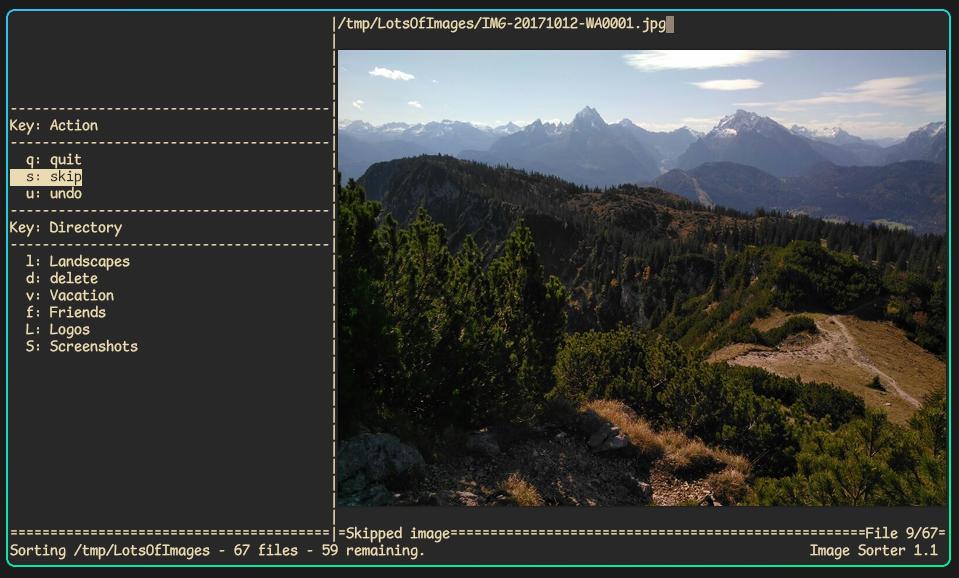 /tmp/LotsOfImages/IMG-20171012-WA0001.jpg
Key: Action
q: quit
s: skip
u: undo
Key: Directory
l: Landscapes
d: delete
v: Vacation
f: Friends
L: Logos
S: Screenshots
Skipped image File 9/67
Sorting /tmp/LotsOfImages - 67 files - 59 remaining. Image Sorter 1.1